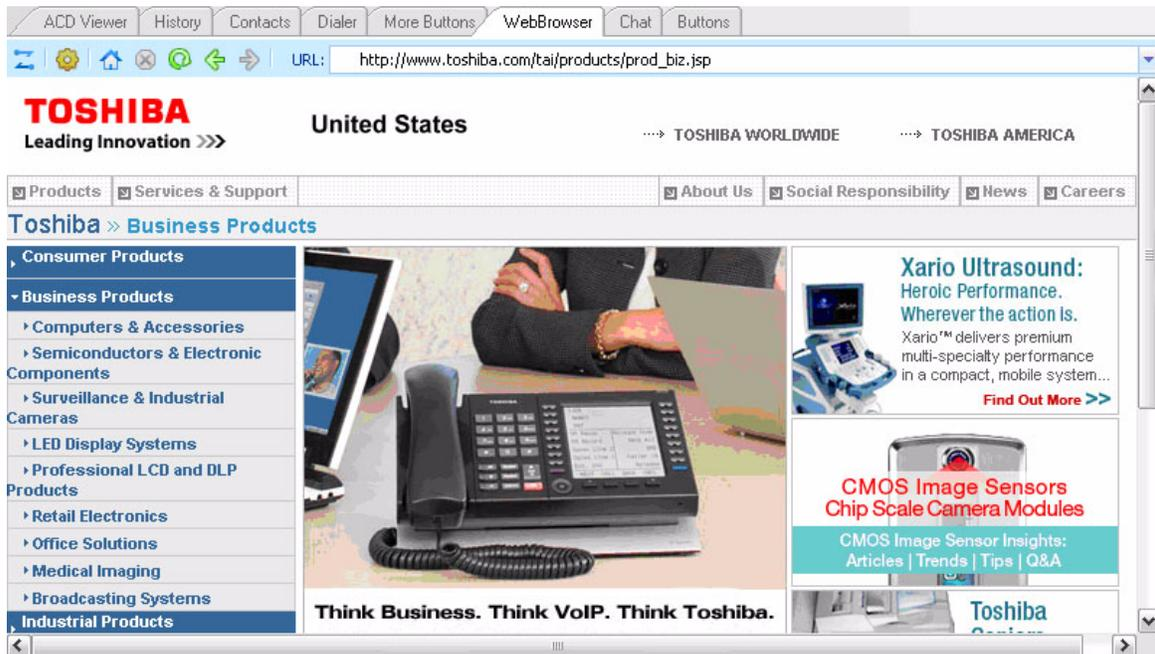 ACD Viewer History Contacts Dialer More Buttons WebBrowser Chat Buttons
URL: http://www.toshiba.com/tai/products/prod_biz.jsp
TOSHIBA
Leading Innovation >>>
United States
TOSHIBA WORLDWIDE
TOSHIBA AMERICA
Products Services & Support About Us Social Responsibility News Careers
Toshiba » Business Products
Consumer Products
Business Products
Computers & Accessories
Semiconductors & Electronic
Components
Surveillance & Industrial
Cameras
LED Display Systems
Professional LCD and DLP
Products
Retail Electronics
Office Solutions
Medical Imaging
Broadcasting Systems
Industrial Products
TOSHIBA
Think Business. Think VoIP. Think Toshiba.
Xario Ultrasound:
Heroic Performance.
Wherever the action is.
Xario™ delivers premium
multi-specialty performance
in a compact, mobile system...
Find Out More >>
CMOS Image Sensors
Chip Scale Camera Modules
CMOS Image Sensor Insights:
Articles | Trends | Tips | Q&A
Toshiba